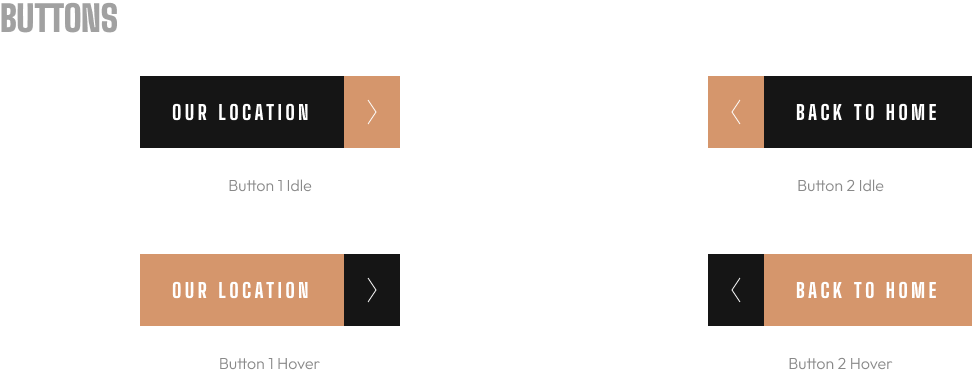 BUTTONS
OUR LOCATION
BACK TO HOME
Button 1 Idle
Button 2 Idle
OUR LOCATION
BACK TO HOME
Button 1 Hover
Button 2 Hover